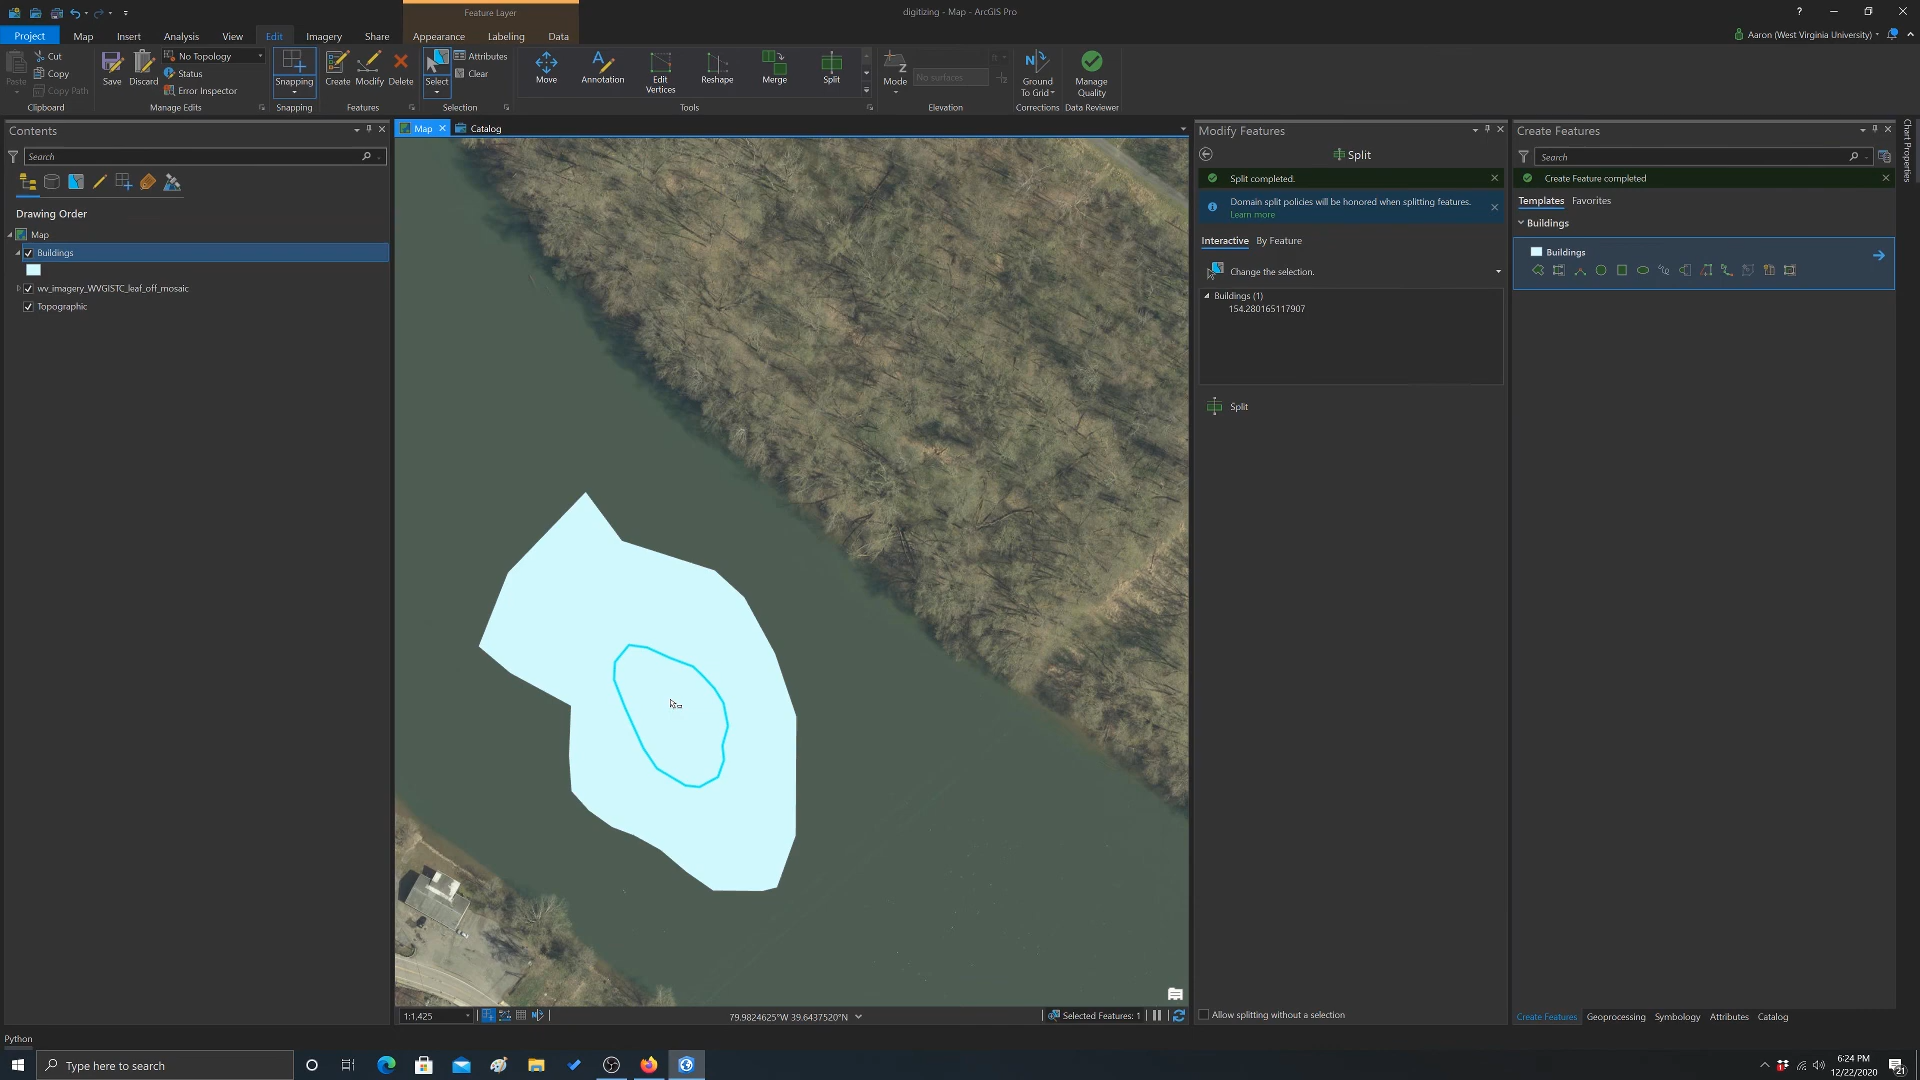 Feature Layer
digitizing - Map - ArcGIS Pro
?
Project Map Insert Analysis View Edit Imagery Share Appearance Labeling Data
Aaron (West Virginia University)
Paste
Cut
Copy
Copy Path
Clipboard
Save
Discard
No Topology
Status
Error Inspector
Manage Edits
Snapping
Snapping
Create
Modify
Delete
Features
Select
Attributes
Clear
Selection
Move
Annotation
Edit
Vertices
Reshape
Merge
Split
Tools
Mode
No surfaces
Elevation
Ground
To Grid
Corrections
Manage
Quality
Data Reviewer
Contents
Search
Drawing Order
Map
Buildings
wv_imagery_WVGISTC_leaf_off_mosaic
Topographic
Map
Catalog
1:1,425
79.9824625°W 39.6437520°N
Selected Features: 1
Modify Features
Split
Split completed.
Domain split policies will be honored when splitting features.
Learn more
Interactive By Feature
Change the selection.
Buildings (1)
154.280165117907
Split
Allow splitting without a selection
Create Features
Search
Create Feature completed
Templates Favorites
Buildings
Buildings
Create Features Geoprocessing Symbology Attributes Catalog
Chart Properties
Python
Type here to search
6:24 PM
12/22/2020
21